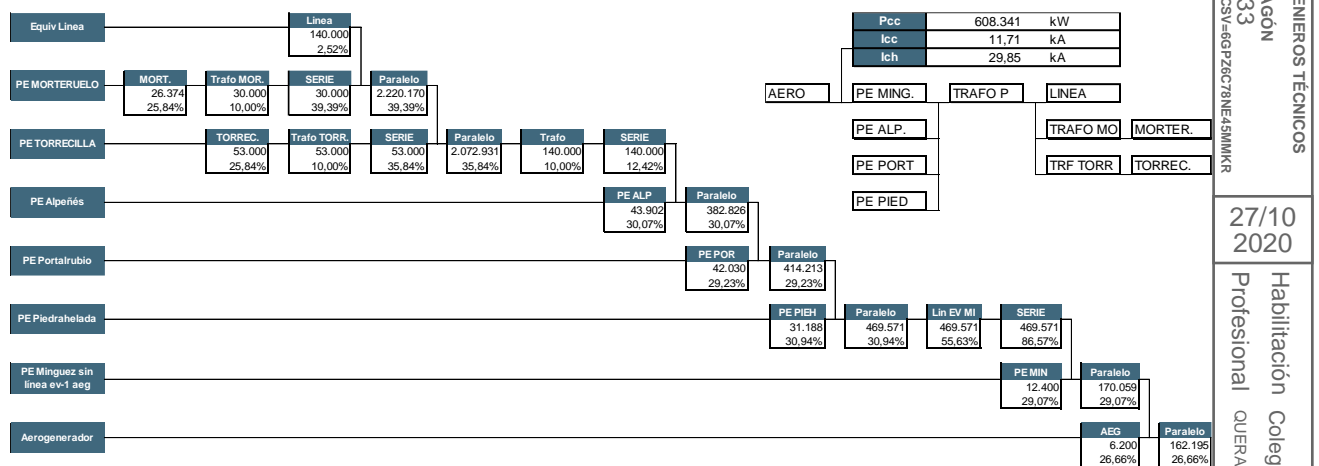 Equiv Linea
Linea
140.000
2,52%
Pcc 608.341 kW
Icc 11,71 kA
Ich 29,85 kA
PE MORTERUELO
MORT.
26.374
25,84%
Trafo MOR.
30.000
10,00%
SERIE
30.000
39,39%
Paralelo
2.220.170
39,39%
AERO
PE MING.
TRAFO P
LINEA
PE ALP.
TRAFO MO
MORTER.
PE PORT
TRF TORR
TORREC.
PE PIED
PE TORRECILLA
TORREC.
53.000
25,84%
Trafo TORR.
53.000
10,00%
SERIE
53.000
35,84%
Paralelo
2.072.931
35,84%
Trafo
140.000
10,00%
SERIE
140.000
12,42%
PE Alpeñés
PE ALP
43.902
30,07%
Paralelo
382.826
30,07%
PE Portalrubio
PE POR
42.030
29,23%
Paralelo
414.213
29,23%
PE Piedrahelada
PE PIEH
31.188
30,94%
Paralelo
469.571
30,94%
Lin EV MI
469.571
55,63%
SERIE
469.571
86,57%
PE Minguez sin
línea ev-1 aeg
PE MIN
12.400
29,07%
Paralelo
170.059
29,07%
Aerogenerador
AEG
6.200
26,66%
Paralelo
162.195
26,66%
ENIEROS TÉCNICOS
AGÓN
33
CSV=6GPZ6C78NE45MMKR
27/10
2020
Habilitación Coleg
Profesional QUERA